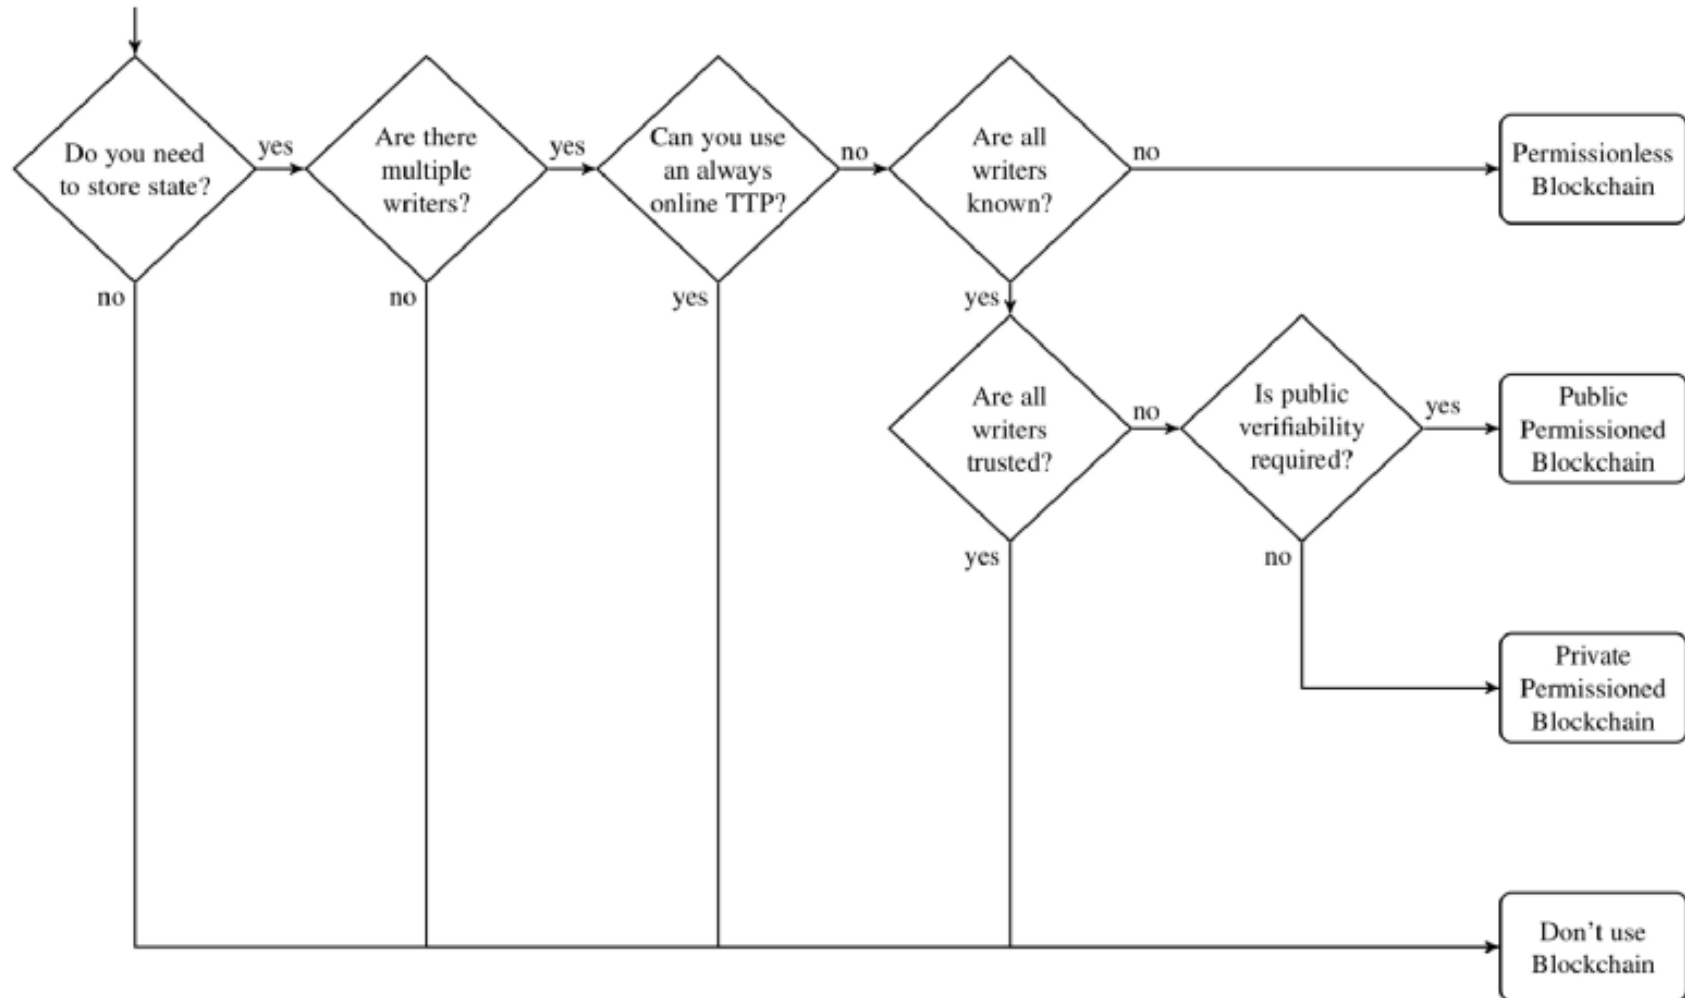 Do you need
to store state?
yes
no
Are there
multiple
writers?
yes
no
Can you use
an always
online TTP?
no
yes
Are all
writers
known?
no
yes
Permissionless
Blockchain
Are all
writers
trusted?
no
yes
Is public
verifiability
required?
yes
no
Public
Permissioned
Blockchain
Private
Permissioned
Blockchain
Don't use
Blockchain